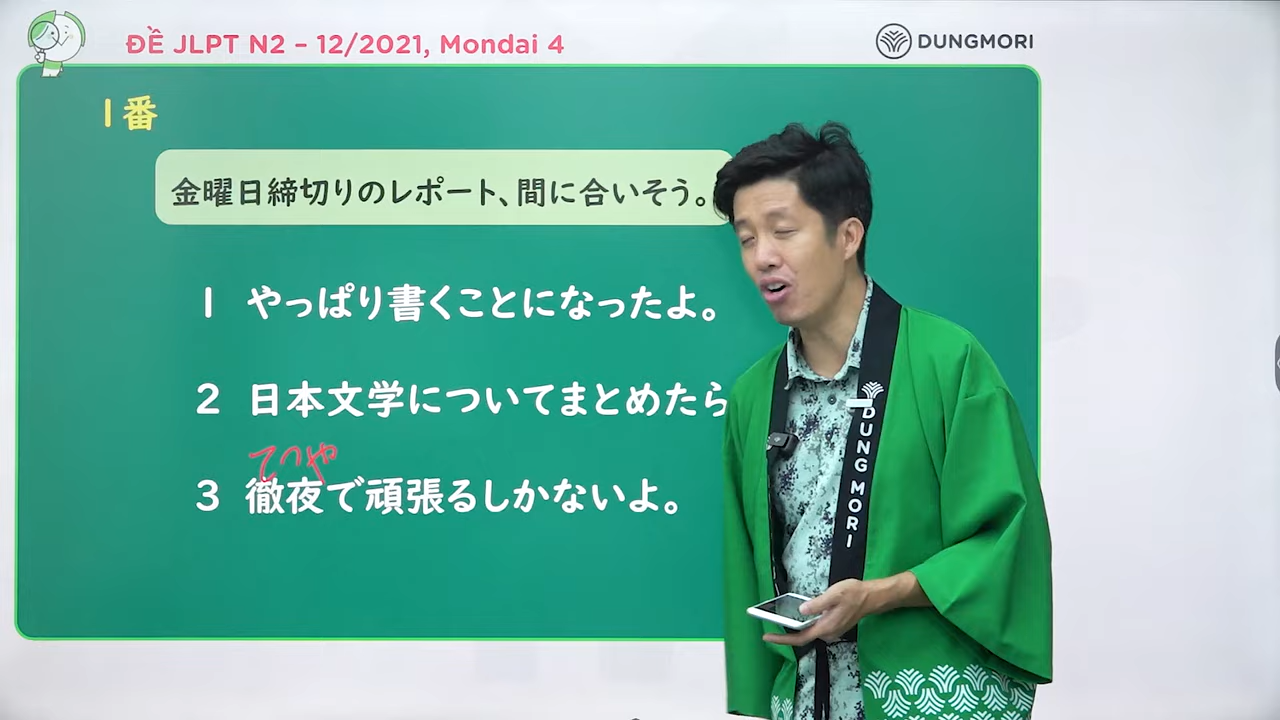 ĐỀ JLPT N2 – 12/2021, Mondai 4
DUNGMORI
1番
金曜日締切りのレポート、間に合いそう。
1 やっぱり書くことになったよ。
2 日本文学についてまとめたら
てつや
3 徹夜で頑張るしかないよ。
DUNG MORI